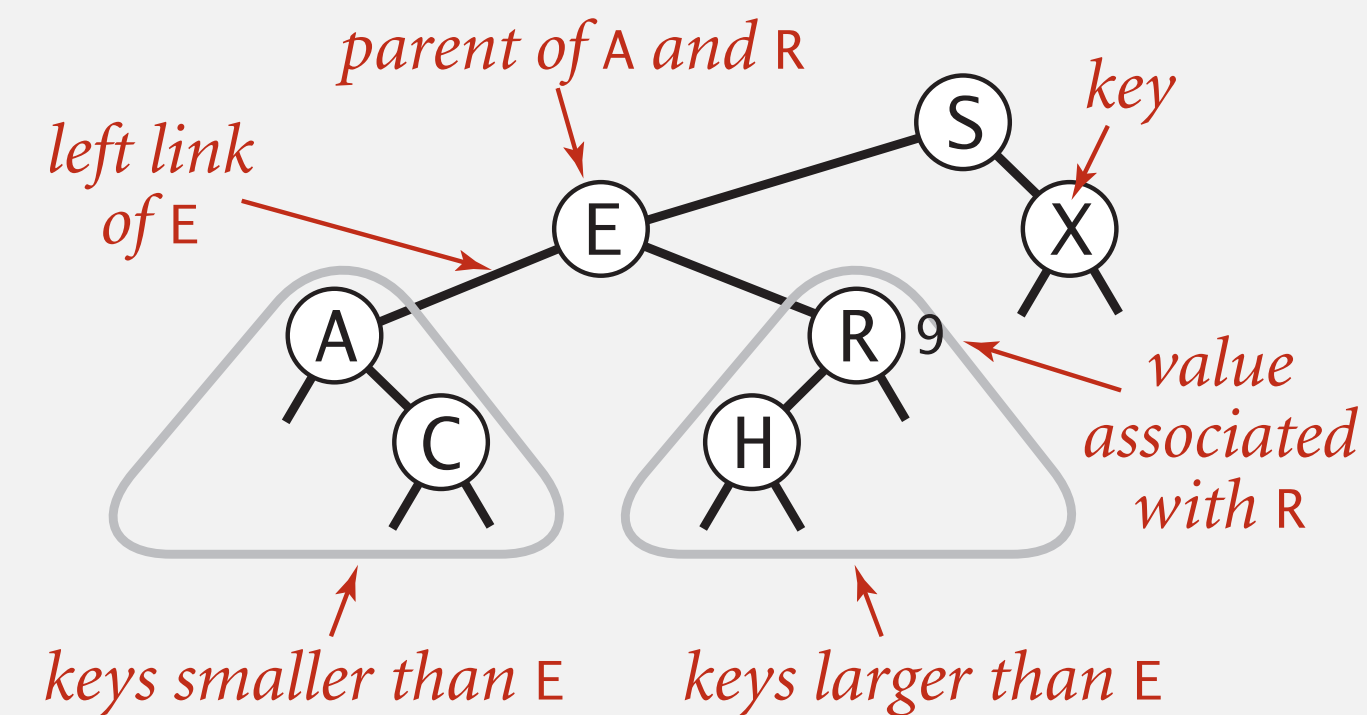 parent of A and R
S
key
left link
of E
E
X
A
R 9
value
associated
with R
C
H
keys smaller than E
keys larger than E